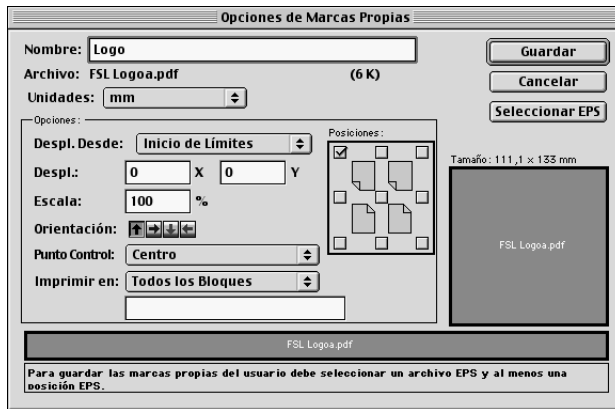 Opciones de Marcas Propias
Nombre: Logo
Guardar
Archivo: FSL Logoa.pdf (6 K)
Cancelar
Unidades: mm
Seleccionar EPS
Opciones:
Despl. Desde: Inicio de Límites
Posiciones:
Despl.: 0 X 0 Y
Tamaño: 111,1 x 133 mm
Escala: 100 %
Orientación:
FSL Logoa.pdf
Punto Control: Centro
Imprimir en: Todos los Bloques
FSL Logoa.pdf
Para guardar las marcas propias del usuario debe seleccionar un archivo EPS y al menos una
posición EPS.